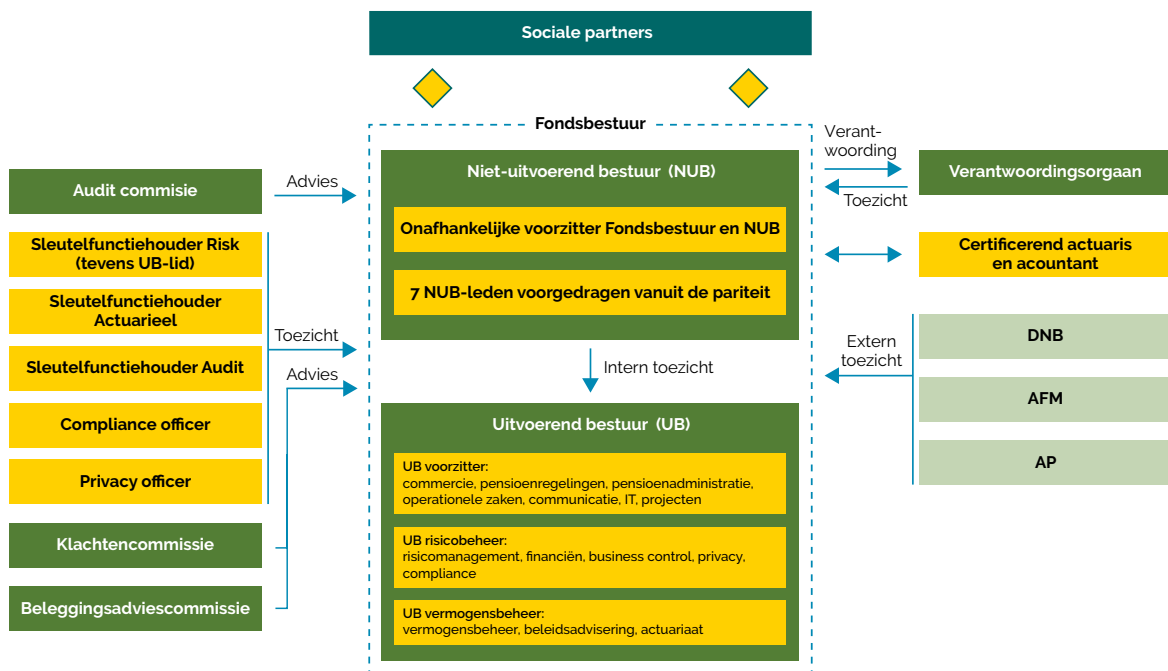 Sociale partners
Fondsbestuur
Audit commisie
Advies
Sleutelfunctiehouder Risk
(tevens UB-lid)
Sleutelfunctiehouder
Actuarieel
Sleutelfunctiehouder Audit
Compliance officer
Privacy officer
Toezicht
Advies
Klachtencommissie
Beleggingsadviescommissie
Niet-uitvoerend bestuur (NUB)
Onafhankelijke voorzitter Fondsbestuur en NUB
7 NUB-leden voorgedragen vanuit de pariteit
Intern toezicht
Uitvoerend bestuur (UB)
UB voorzitter:
commercie, pensioenregelingen, pensioenadministratie,
operationele zaken, communicatie, IT, projecten
UB risicobeheer:
risicomanagement, financiën, business control, privacy,
compliance
UB vermogensbeheer:
vermogensbeheer, beleidsadvisering, actuariaat
Verant-
woording
Toezicht
Verantwoordingsorgaan
Certificerend actuaris
en acountant
Extern
toezicht
DNB
AFM
AP